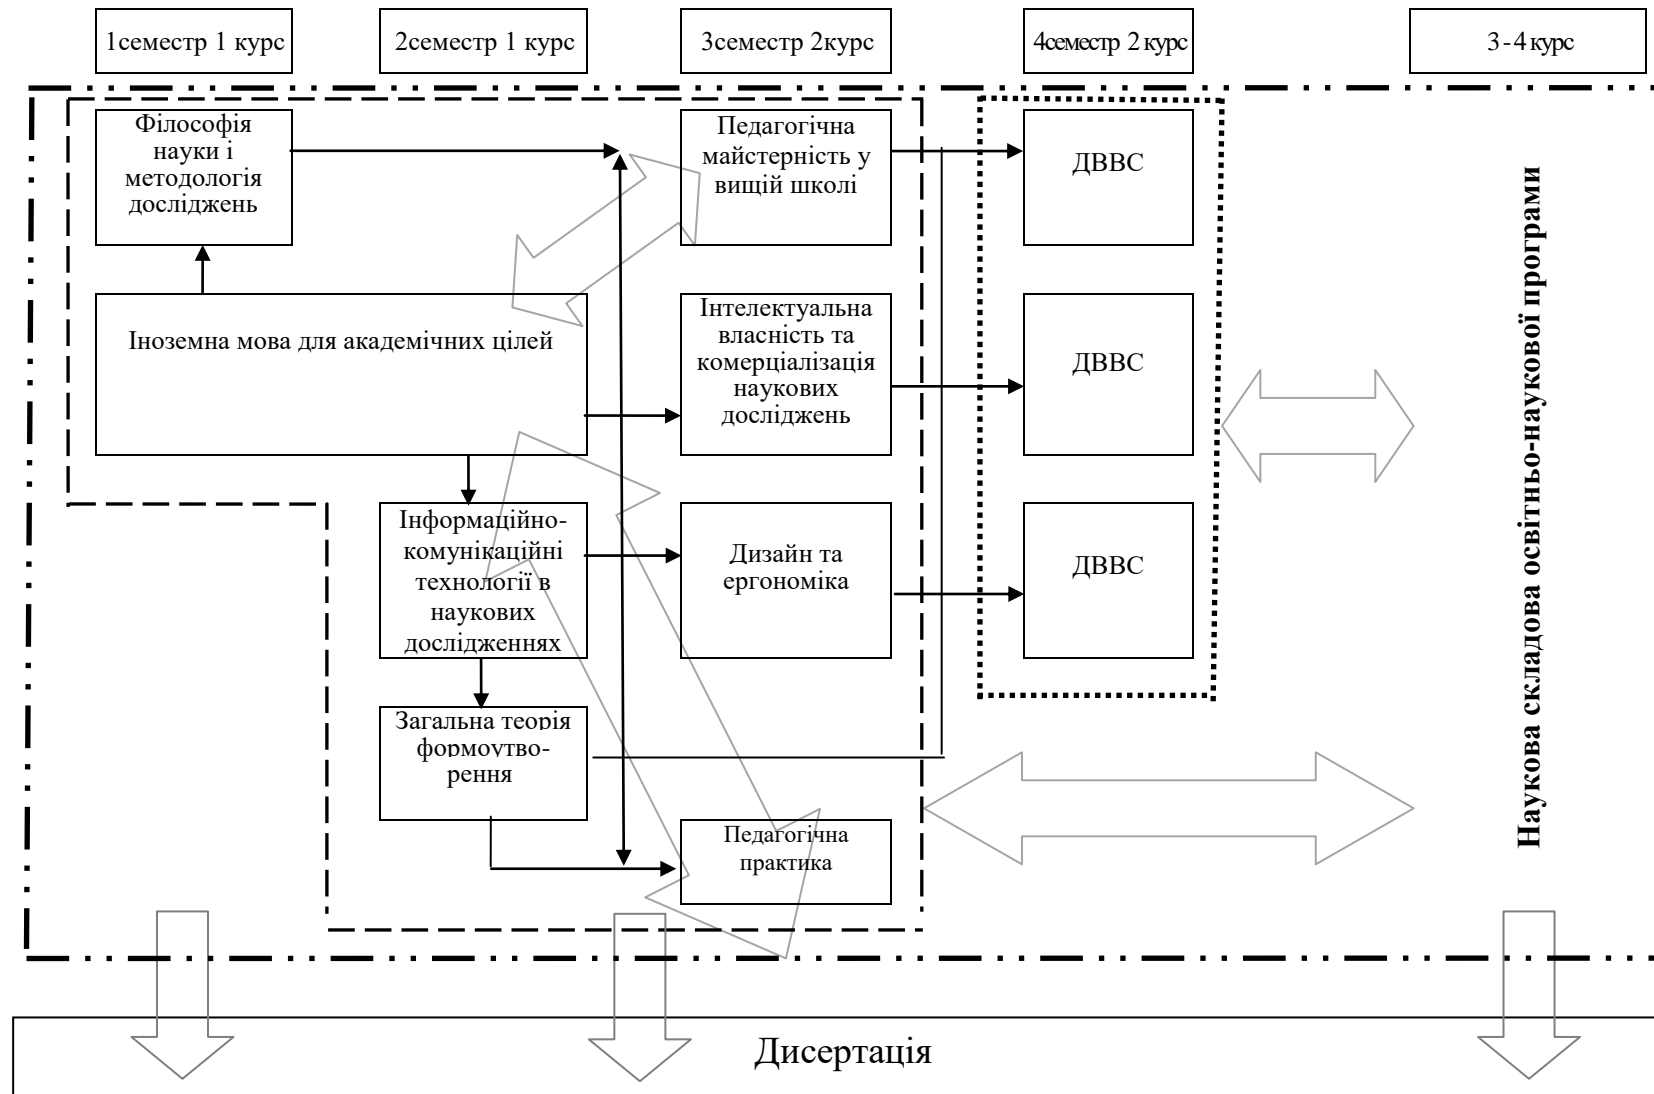 1семестр 1 курс
2семестр 1 курс
3семестр 2курс
4семестр 2 курс
3-4 курс
Філософія
науки і
методологія
досліджень
Педагогічна
майстерність у
вищій школі
ДВВС
Іноземна мова для академічних цілей
Інтелектуальна
власність та
комерціалізація
наукових
досліджень
ДВВС
Інформаційно-
комунікаційні
технології в
наукових
дослідженнях
Дизайн та
ергономіка
ДВВС
Загальна теорія
формоутво-
рення
Педагогічна
практика
Наукова складова освітньо-наукової програми
Дисертація